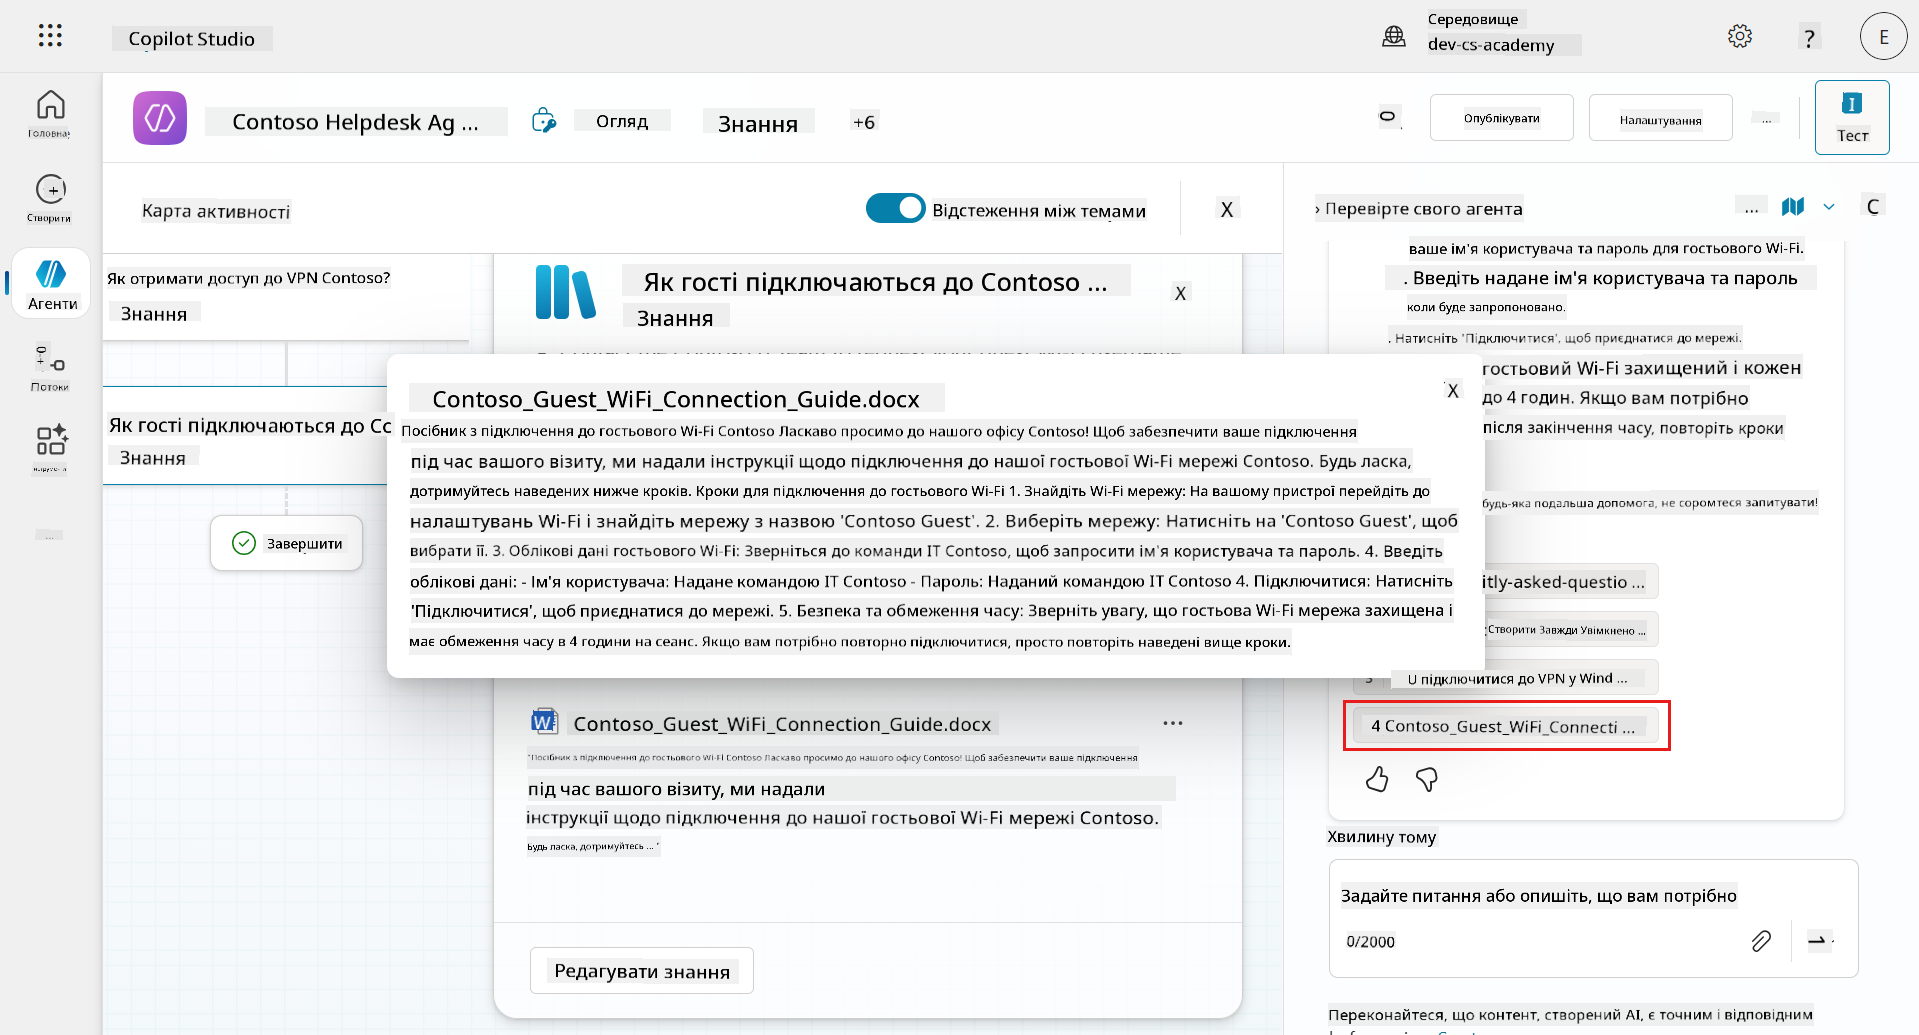 Copilot Studio
Середовище
dev-cs-academy
?
E
Головна
Створити
Агенти
Потоки
...
Contoso Helpdesk Ag ...
Огляд
Знання
+6
Опублікувати
Налаштування
...
Тест
Карта активності
Відстеження між темами
X
Як отримати доступ до VPN Contoso?
Знання
Як гості підключаються до Co
Знання
Завершити
Як гості підключаються до Contoso ...
Знання
X
Contoso_Guest_WiFi_Connection_Guide.docx
X
Посібник з підключення до гостьового Wi-Fi Contoso Ласкаво просимо до нашого офісу Contoso! Щоб забезпечити ваше підключення
під час вашого візиту, ми надали інструкції щодо підключення до нашої гостьової Wi-Fi мережі Contoso. Будь ласка,
дотримуйтесь наведених нижче кроків. Кроки для підключення до гостьового Wi-Fi 1. Знайдіть Wi-Fi мережу: На вашому пристрої перейдіть до
налаштувань Wi-Fi і знайдіть мережу з назвою 'Contoso Guest'. 2. Виберіть мережу: Натисніть на 'Contoso Guest', щоб
вибрати її. 3. Облікові дані гостьового Wi-Fi: Зверніться до команди IT Contoso, щоб запросити ім'я користувача та пароль. 4. Введіть
облікові дані: - Ім'я користувача: Надане командою IT Contoso - Пароль: Наданий командою IT Contoso 4. Підключитися: Натисніть
'Підключитися', щоб приєднатися до мережі. 5. Безпека та обмеження часу: Зверніть увагу, що гостьова Wi-Fi мережа захищена і
має обмеження часу в 4 години на сеанс. Якщо вам потрібно повторно підключитися, просто повторіть наведені вище кроки.
Contoso_Guest_WiFi_Connection_Guide.docx
...
"Посібник з підключення до гостьового Wi-Fi Contoso Ласкаво просимо до нашого офісу Contoso! Щоб забезпечити ваше підключення
під час вашого візиту, ми надали
інструкції щодо підключення до нашої гостьової Wi-Fi мережі Contoso.
Будь ласка, дотримуйтесь ... "
Редагувати знання
› Перевірте свого агента
...
C
ваше ім'я користувача та пароль для гостьового Wi-Fi.
. Введіть надане ім'я користувача та пароль
коли буде запропоновано.
. Натисніть 'Підключитися', щоб приєднатися до мережі.
гостьовий Wi-Fi захищений і кожен
до 4 годин. Якщо вам потрібно
після закінчення часу, повторіть кроки
будь-яка подальша допомога, не соромтеся запитувати!
itly-asked-questio ...
Створити Завжди Увімкнено ...
U підключитися до VPN у Wind ...
4 Contoso_Guest_WiFi_Connecti ...
Хвилину тому
Задайте питання або опишіть, що вам потрібно
0/2000
Переконайтеся, що контент, створений AI, є точним і відповідним